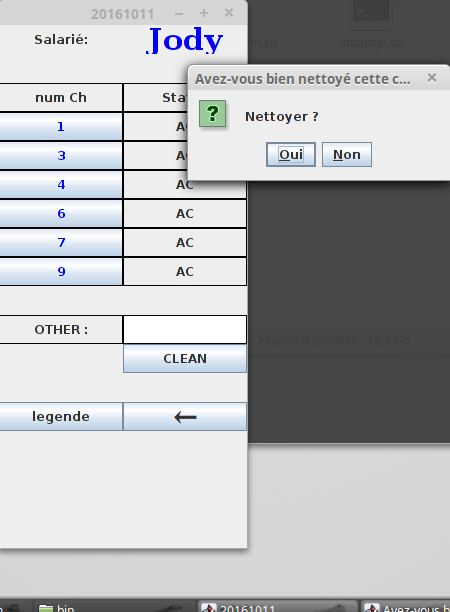 20161011
Salarié:
Jody
m.sh
smartgit.sh
Avez-vous bien nettoyé cette c...
Nettoyer ?
Oui
Non
num Ch
Sta
1
AC
3
AC
4
AC
6
AC
7
AC
9
AC
OTHER :
, espace disponible : 12,5 Go
CLEAN
legende
←
bin
20161011
Avez-vous b